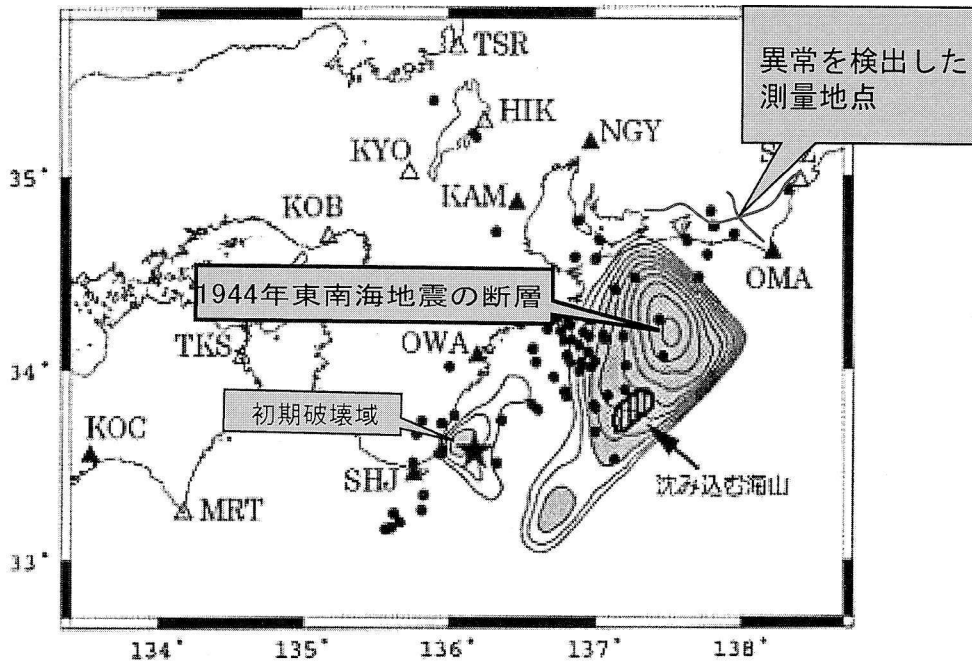 TSR
異常を検出した
測量地点
HIK
NGY
KYO
35°
KAM
KOB
OMA
1944年東南海地震の断層
TKS
OWA
34°
初期破壊域
KOC
SHJ
沈み込む海山
MRT
33°
134°
135°
136°
137°
138°